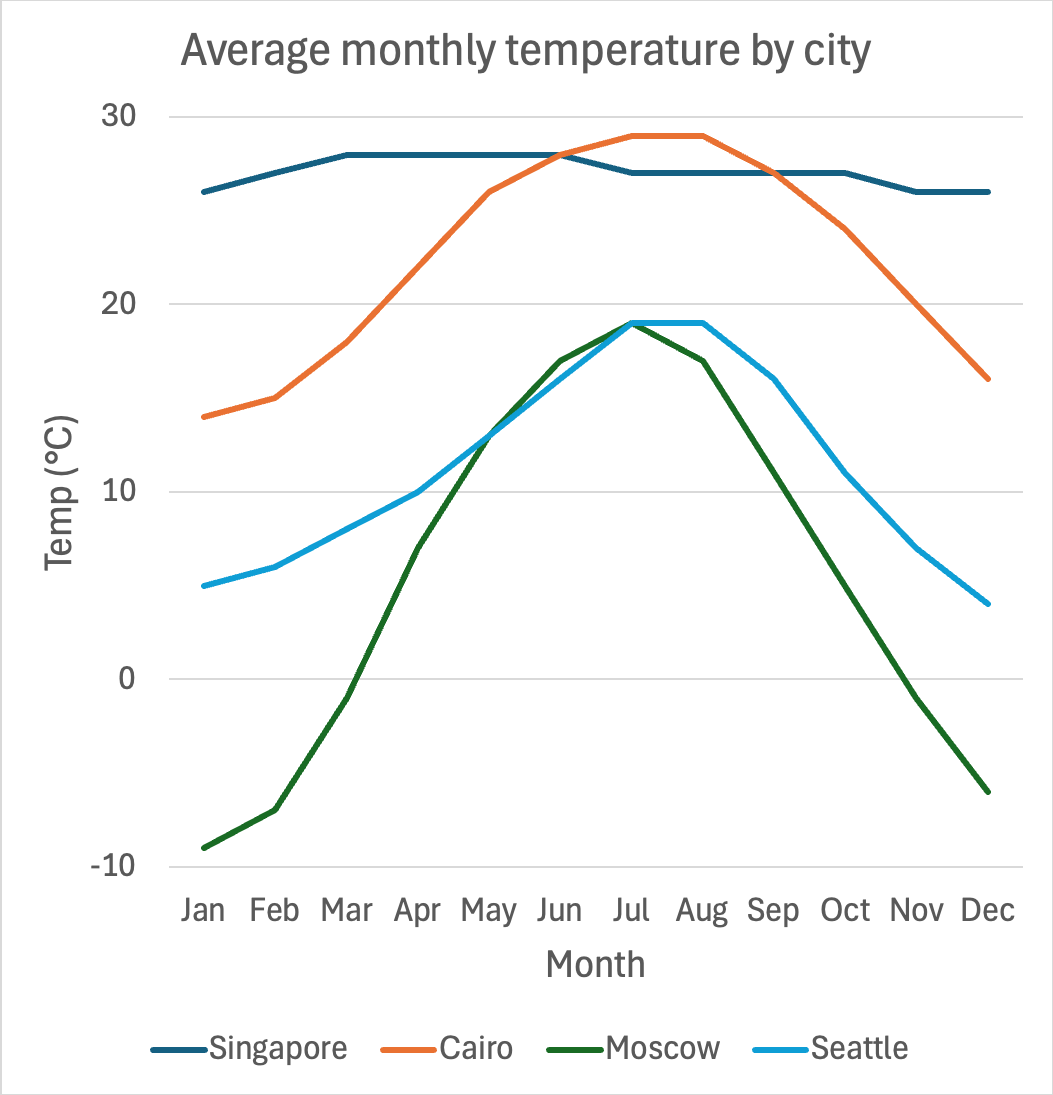 Average monthly temperature by city
30
20
10
0
-10
Temp (°C)
Jan Feb Mar Apr May Jun Jul Aug Sep Oct Nov Dec
Month
Singapore Cairo Moscow Seattle